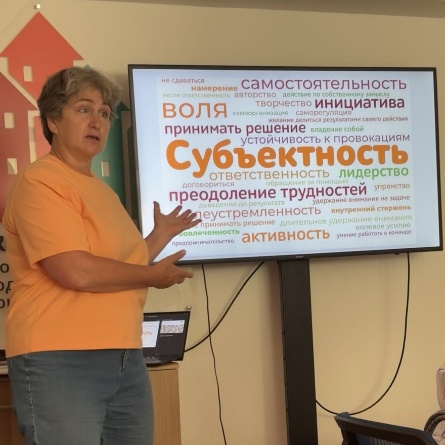 не сдаваться
намерение самостоятельность
нести ответственность авторство действие по собственному замыслу
воля творчество инициатива
самоорганизация саморегуляция
желание делиться результатами своего действия
принимать решение владение собой
устойчивость к провокациям
Субъектность
ответственность лидерство
договориться обращение за помощью
преодоление трудностей упрямство
доведение до результата удержание внимания на задаче
целеустремленность внутренний стержень
принимать решение длительное удержание внимания
вовлеченность волевое усилие
предпринимательство активность умение работать в команде